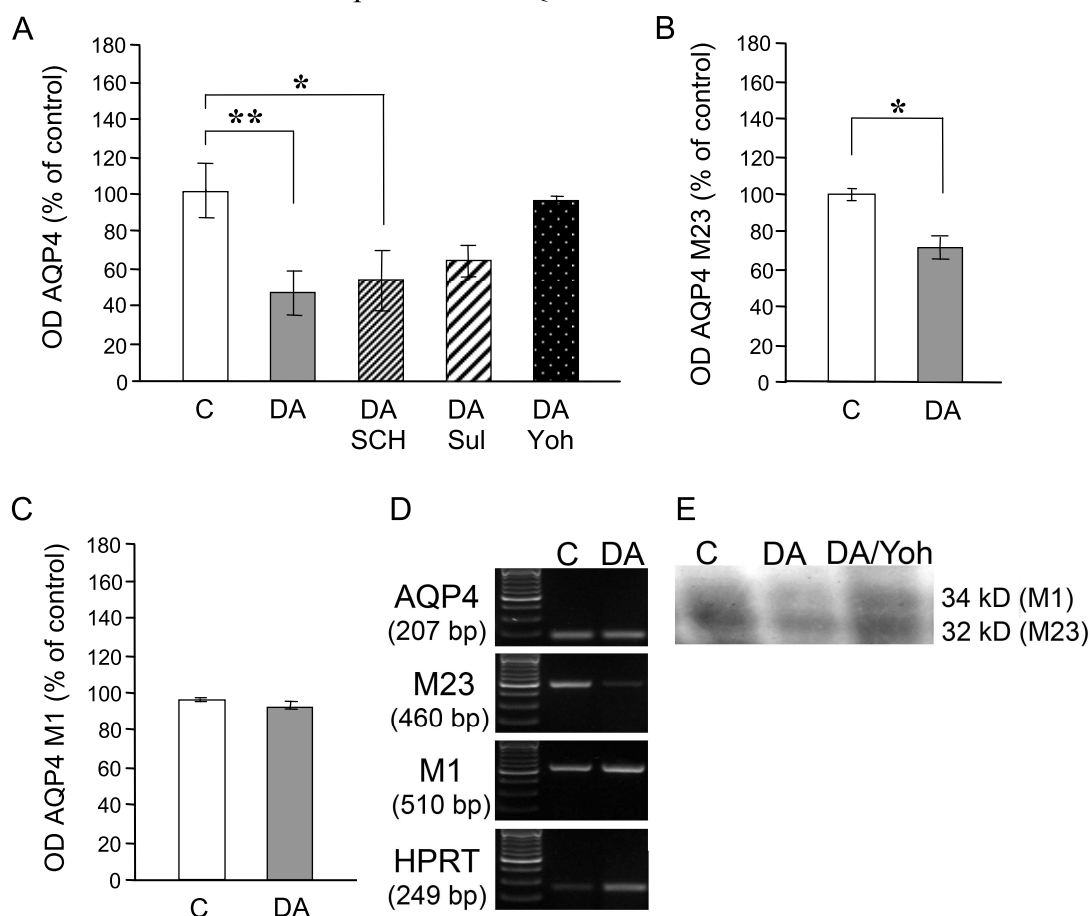 A
OD AQP4 (% of control)
180
160
140
120
100
80
60
40
20
0
*
**
C
DA
DA
SCH
DA
Sul
DA
Yoh
B
OD AQP4 M23 (% of control)
180
160
140
120
100
80
60
40
20
0
*
C
DA
C
OD AQP4 M1 (% of control)
180
160
140
120
100
80
60
40
20
0
C
DA
D
C DA
AQP4
(207 bp)
M23
(460 bp)
M1
(510 bp)
HPRT
(249 bp)
E
C DA DA/Yoh
34 kD (M1)
32 kD (M23)